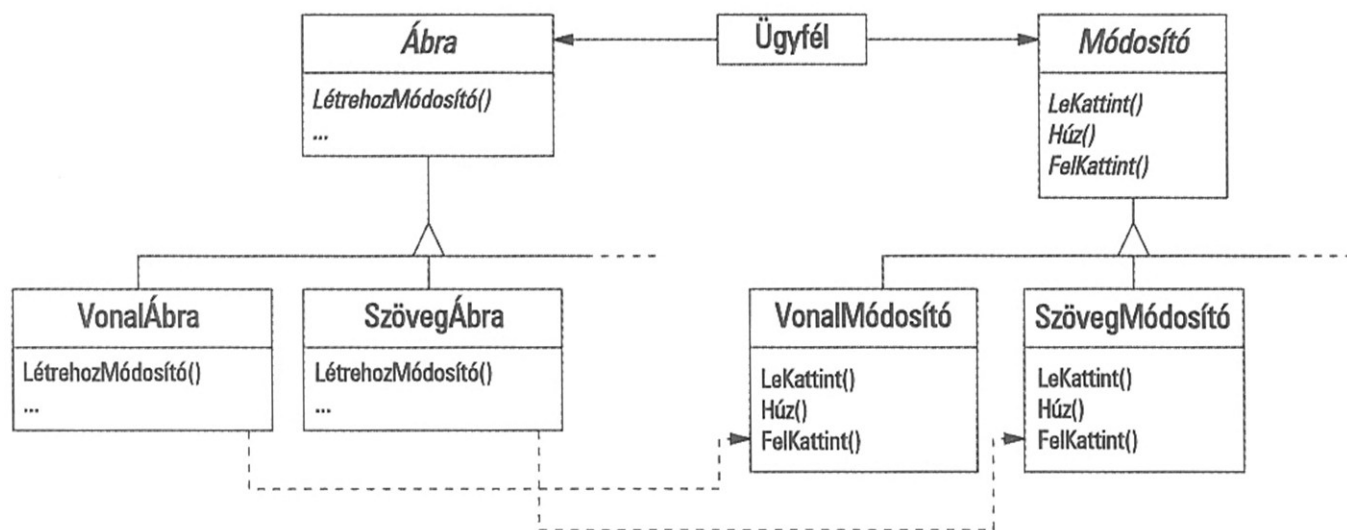 Ábra
LétrehozMódosító()
...
Ügyfél
Módosító
LeKattint()
Húz()
FelKattint()
VonalÁbra
LétrehozMódosító()
...
SzövegÁbra
LétrehozMódosító()
...
VonalMódosító
LeKattint()
Húz()
FelKattint()
SzövegMódosító
LeKattint()
Húz()
FelKattint()